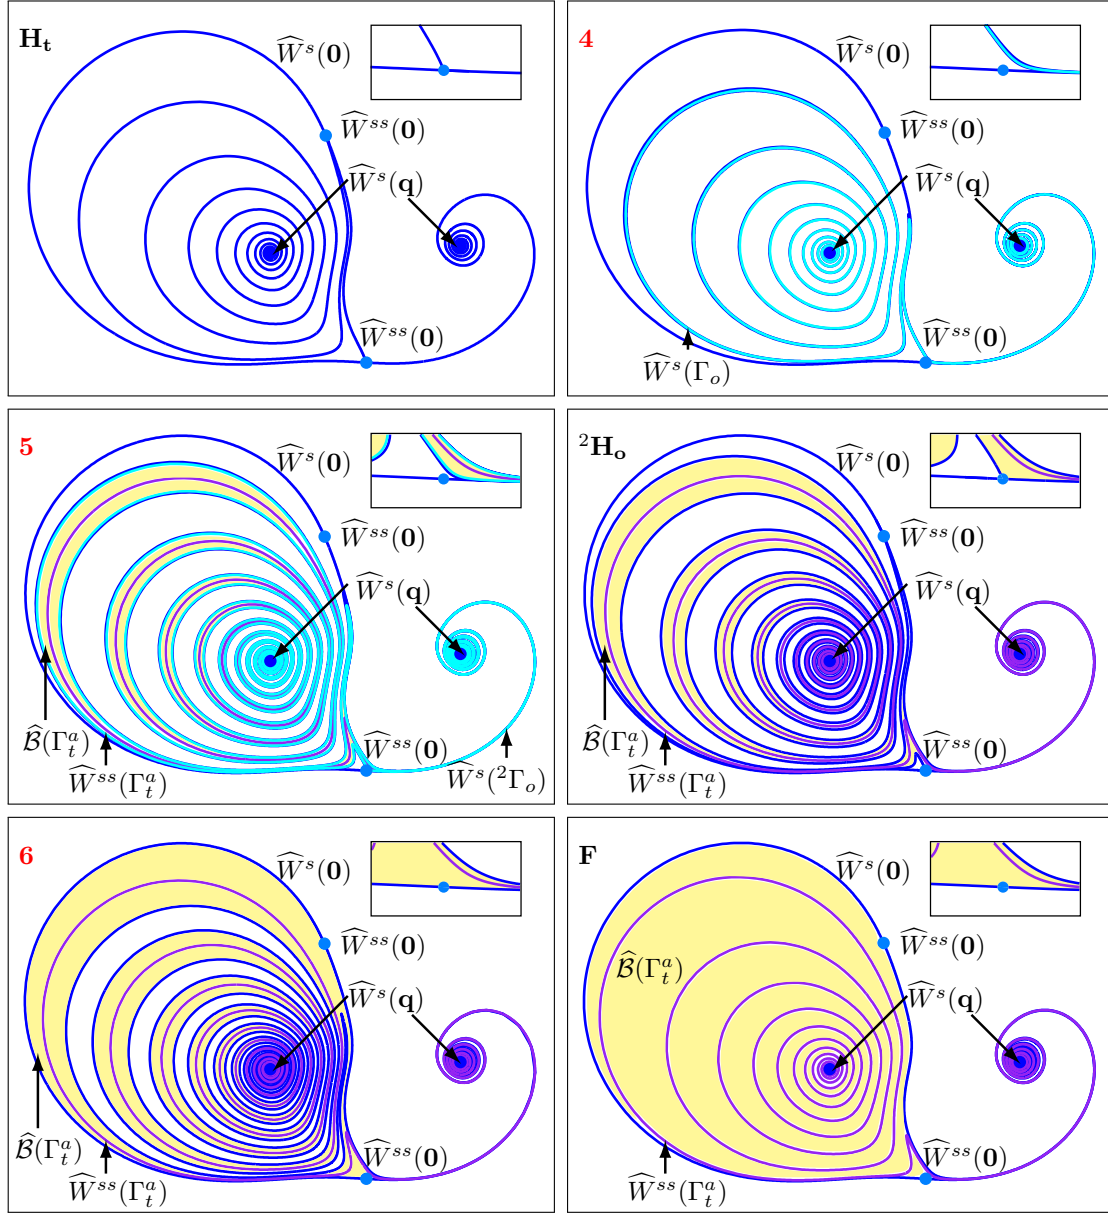 H_t
Ŵ^s(0)
Ŵ^ss(0)
Ŵ^s(q)
Ŵ^ss(0)
4
Ŵ^s(0)
Ŵ^ss(0)
Ŵ^s(q)
Ŵ^ss(0)
Ŵ^s(Γ_o)
5
Ŵ^s(0)
Ŵ^ss(0)
Ŵ^s(q)
B̂(Γ_t^a)
Ŵ^ss(0)
Ŵ^ss(Γ_t^a)
Ŵ^s(²Γ_o)
²H_o
Ŵ^s(0)
Ŵ^ss(0)
Ŵ^s(q)
B̂(Γ_t^a)
Ŵ^ss(0)
Ŵ^ss(Γ_t^a)
6
Ŵ^s(0)
Ŵ^ss(0)
Ŵ^s(q)
B̂(Γ_t^a)
Ŵ^ss(0)
Ŵ^ss(Γ_t^a)
F
Ŵ^s(0)
Ŵ^ss(0)
B̂(Γ_t^a)
Ŵ^s(q)
Ŵ^ss(0)
Ŵ^ss(Γ_t^a)